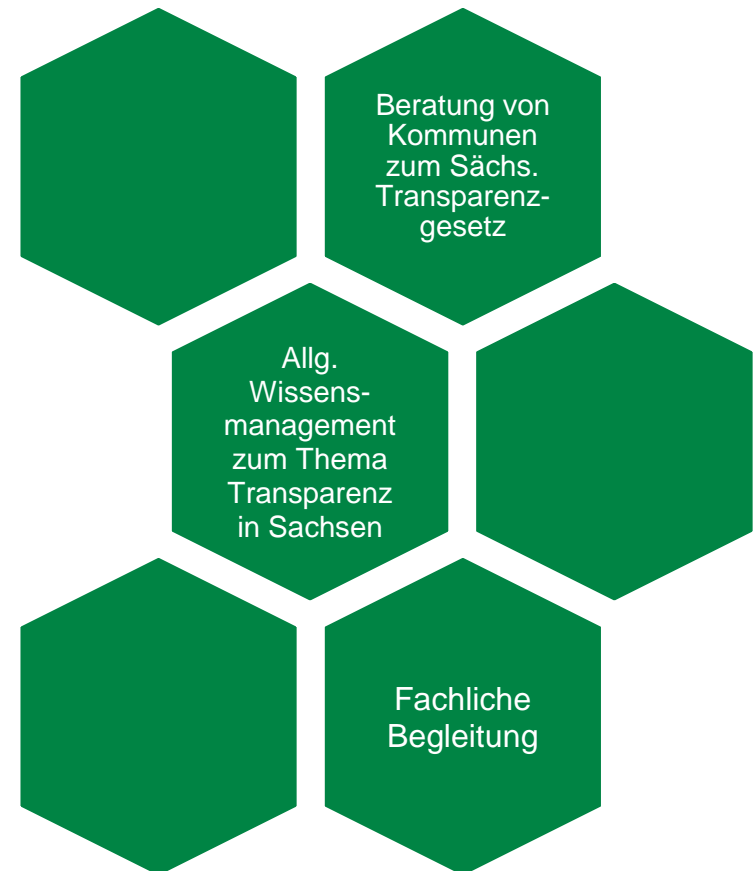 Beratung von
Kommunen
zum Sächs.
Transparenz-
gesetz
Allg.
Wissens-
management
zum Thema
Transparenz
in Sachsen
Fachliche
Begleitung